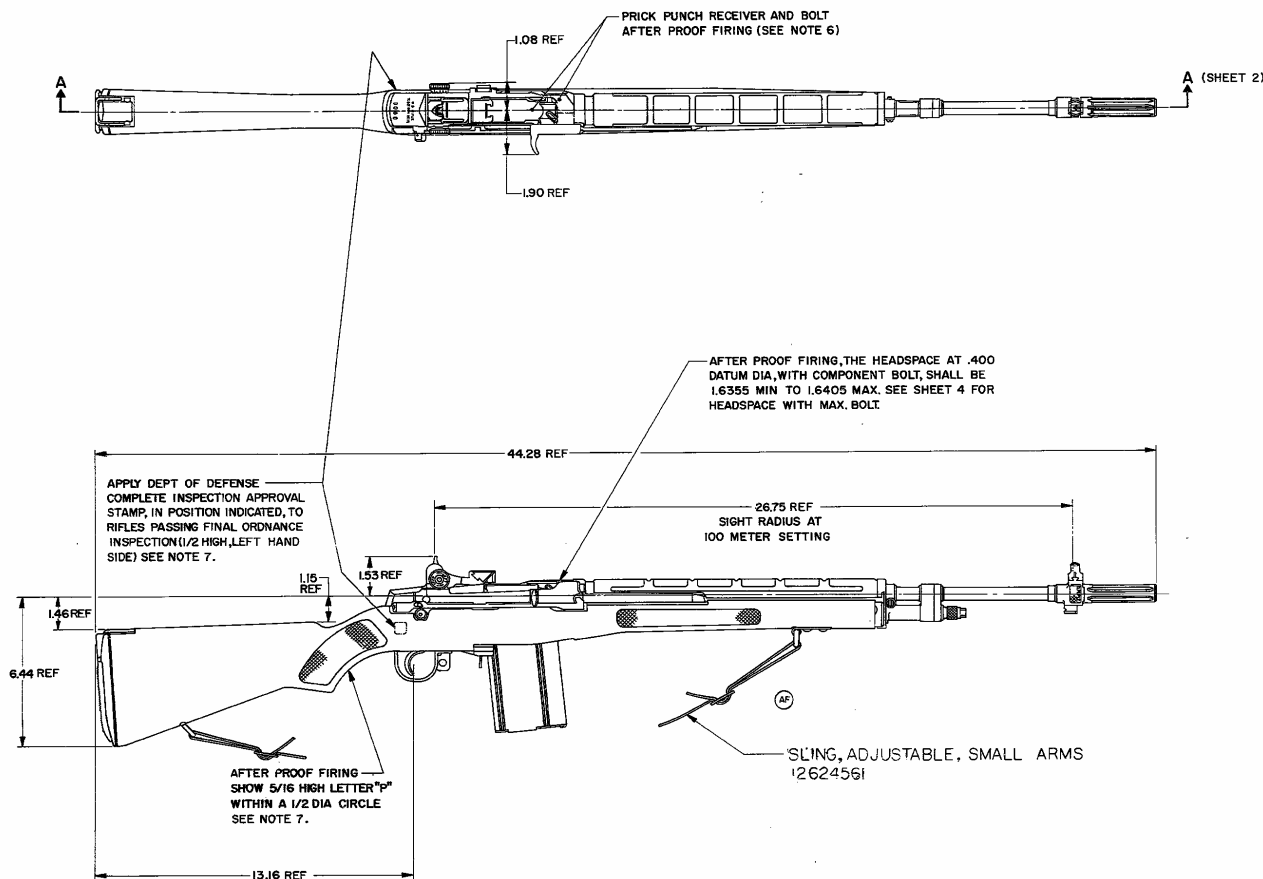 PRICK PUNCH RECEIVER AND BOLT
AFTER PROOF FIRING (SEE NOTE 6)
1.08 REF
A
A (SHEET 2)
1.90 REF
AFTER PROOF FIRING, THE HEADSPACE AT .400
DATUM DIA, WITH COMPONENT BOLT, SHALL BE
1.6355 MIN TO 1.6405 MAX. SEE SHEET 4 FOR
HEADSPACE WITH MAX. BOLT.
44.28 REF
APPLY DEPT OF DEFENSE
COMPLETE INSPECTION APPROVAL
STAMP, IN POSITION INDICATED, TO
RIFLES PASSING FINAL ORDNANCE
INSPECTION (1/2 HIGH, LEFT HAND
SIDE) SEE NOTE 7.
26.75 REF
SIGHT RADIUS AT
100 METER SETTING
1.53 REF
1.15
REF
1.46 REF
6.44 REF
AF
SLING, ADJUSTABLE, SMALL ARMS
12624561
AFTER PROOF FIRING
SHOW 5/16 HIGH LETTER "P"
WITHIN A 1/2 DIA CIRCLE
SEE NOTE 7.
13.16 REF